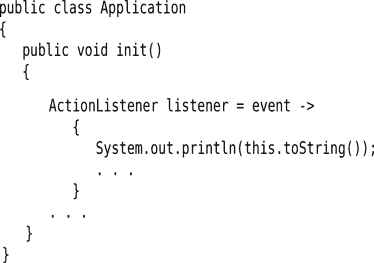 public class Application
{
public void init()
{
ActionListener listener = event ->
{
System.out.println(this.toString());
. . .
}
. . .
}
}